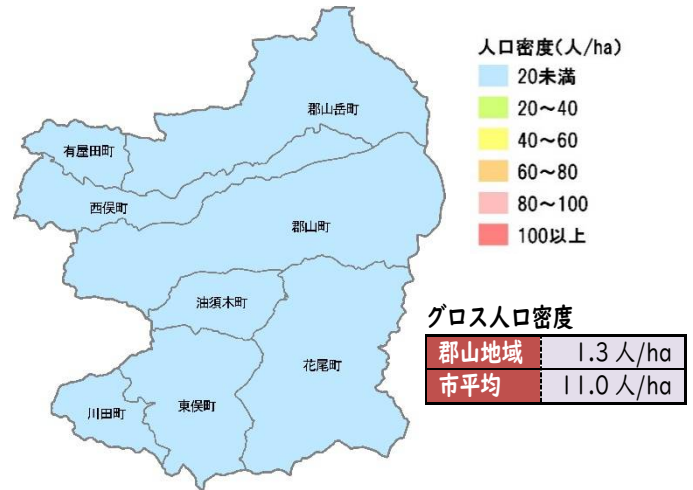 人口密度(人/ha)
20未満
20～40
40～60
60～80
80～100
100以上
郡山岳町
有屋田町
西俣町
郡山町
油須木町
花尾町
東俣町
川田町
グロス人口密度
郡山地域 1.3 人/ha
市平均 11.0 人/ha